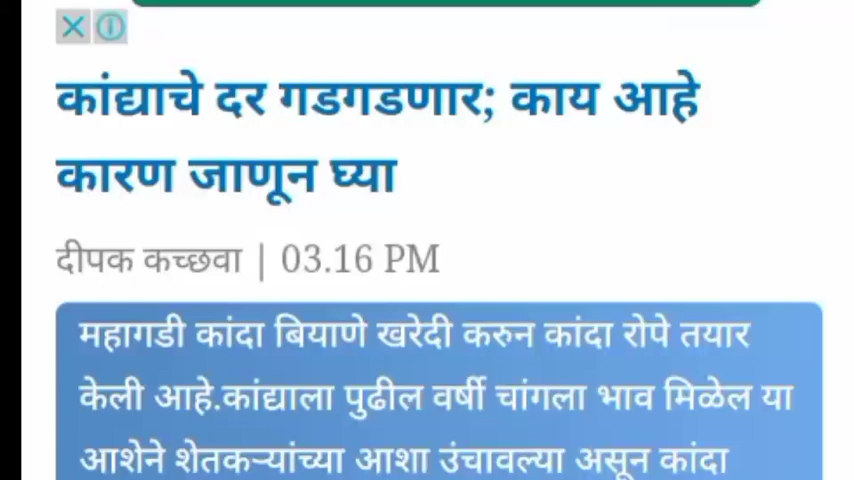 कांद्याचे दर गडगडणार; काय आहे
कारण जाणून घ्या
दीपक कच्छवा | 03.16 PM
महागडी कांदा बियाणे खरेदी करुन कांदा रोपे तयार
केली आहे.कांद्याला पुढील वर्षी चांगला भाव मिळेल या
आशेने शेतकऱ्यांच्या आशा उंचावल्या असून कांदा